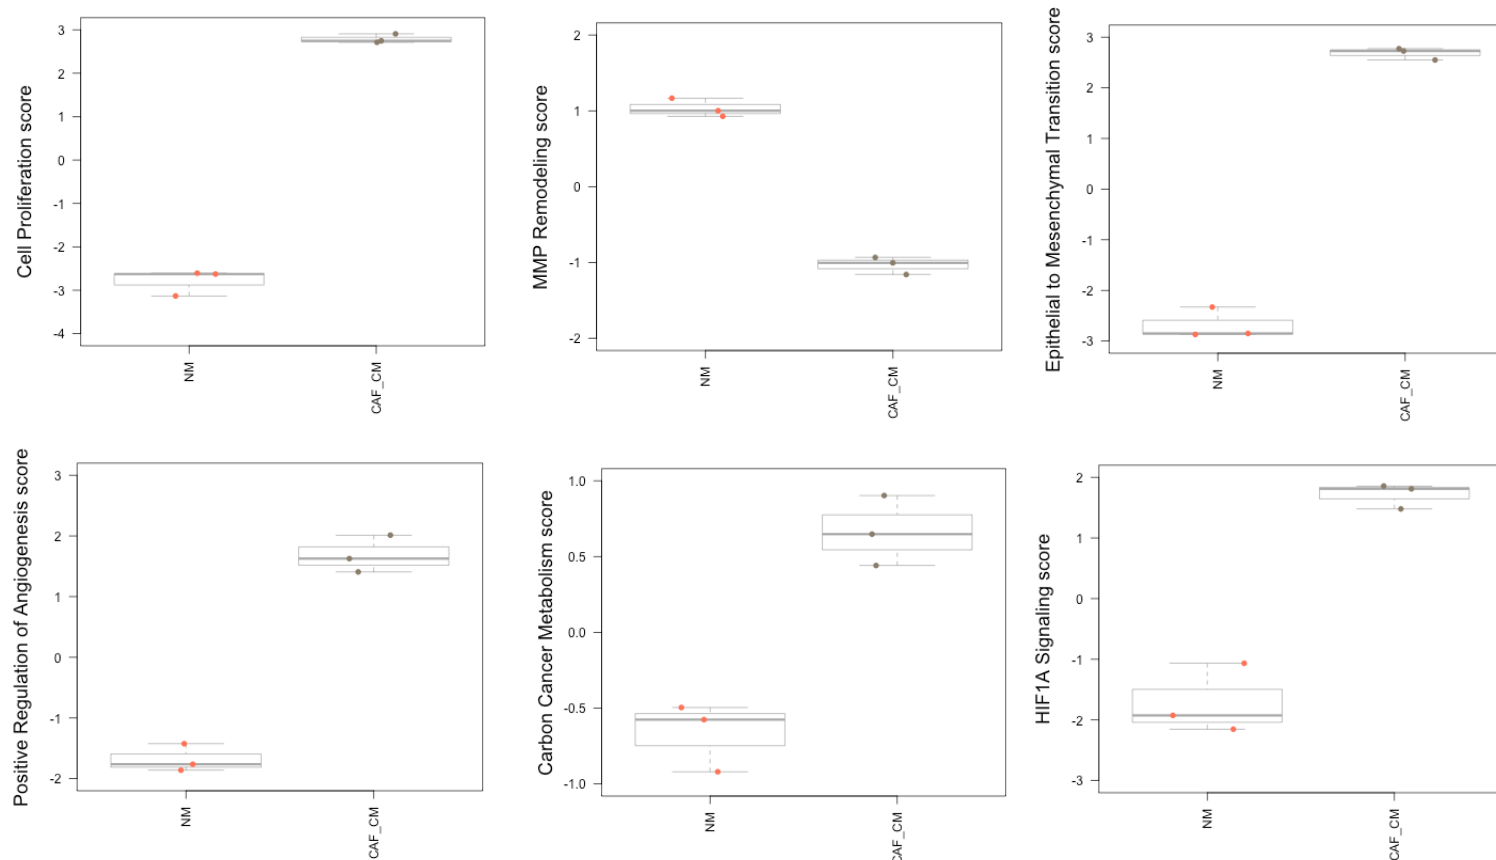 Cell Proliferation score
3
2
1
0
-1
-2
-3
-4
NM
CAF_CM
MMP Remodeling score
2
1
0
-1
-2
NM
CAF_CM
Epithelial to Mesenchymal Transition score
3
2
1
0
-1
-2
-3
NM
CAF_CM
Positive Regulation of Angiogenesis score
3
2
1
0
-1
-2
NM
CAF_CM
Carbon Cancer Metabolism score
1.0
0.5
0.0
-0.5
-1.0
NM
CAF_CM
HIF1A Signaling score
2
1
0
-1
-2
-3
NM
CAF_CM